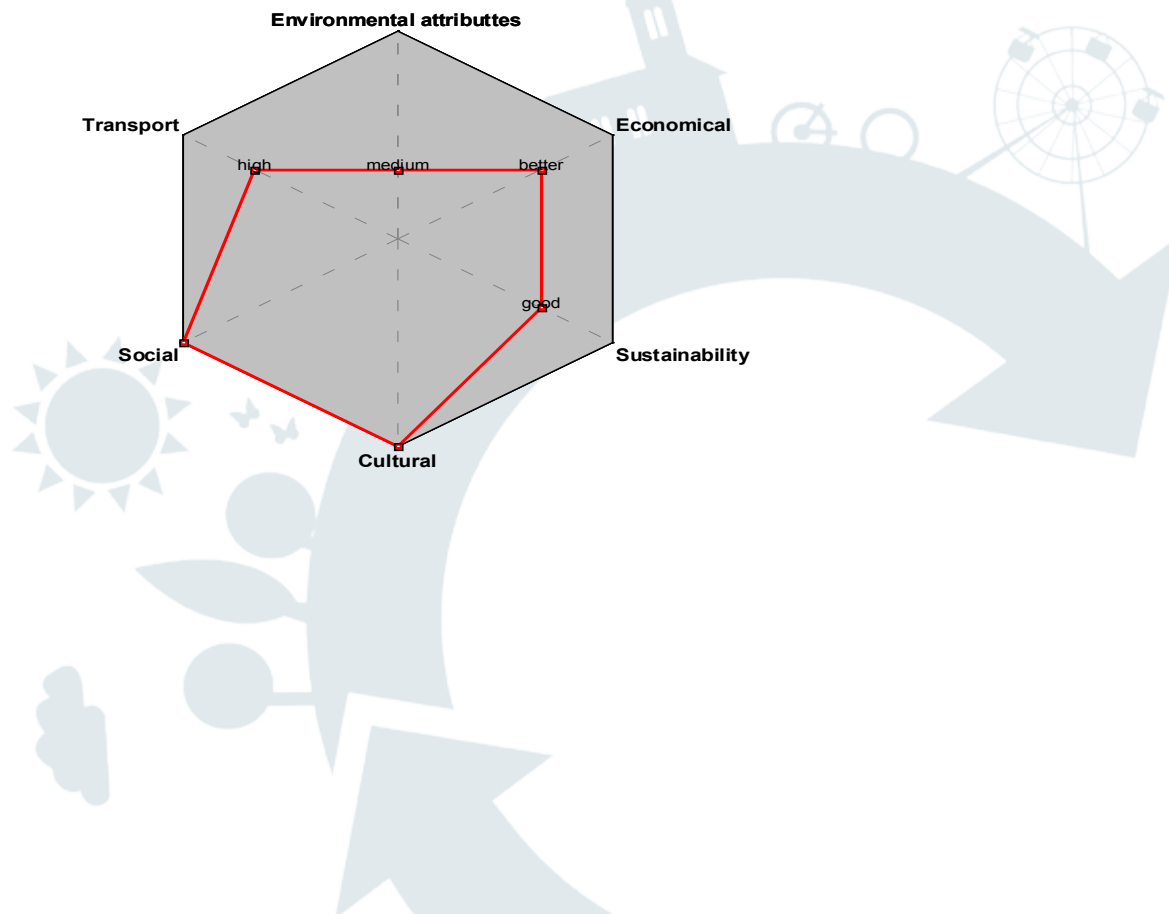 Environmental attributtes
Transport
Economical
high
medium
better
good
Social
Sustainability
Cultural